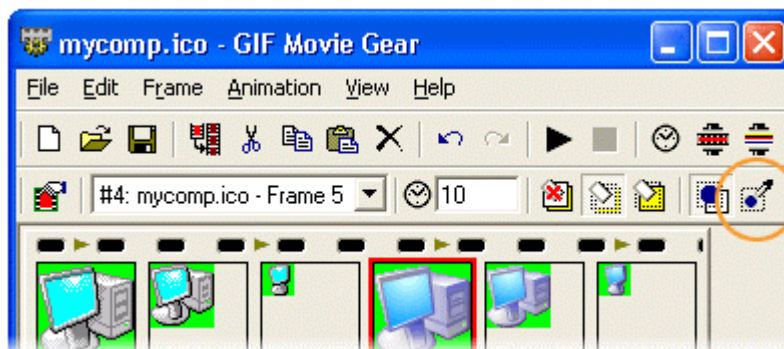 mycomp.ico - GIF Movie Gear
File Edit Frame Animation View Help
#4: mycomp.ico - Frame 5 10